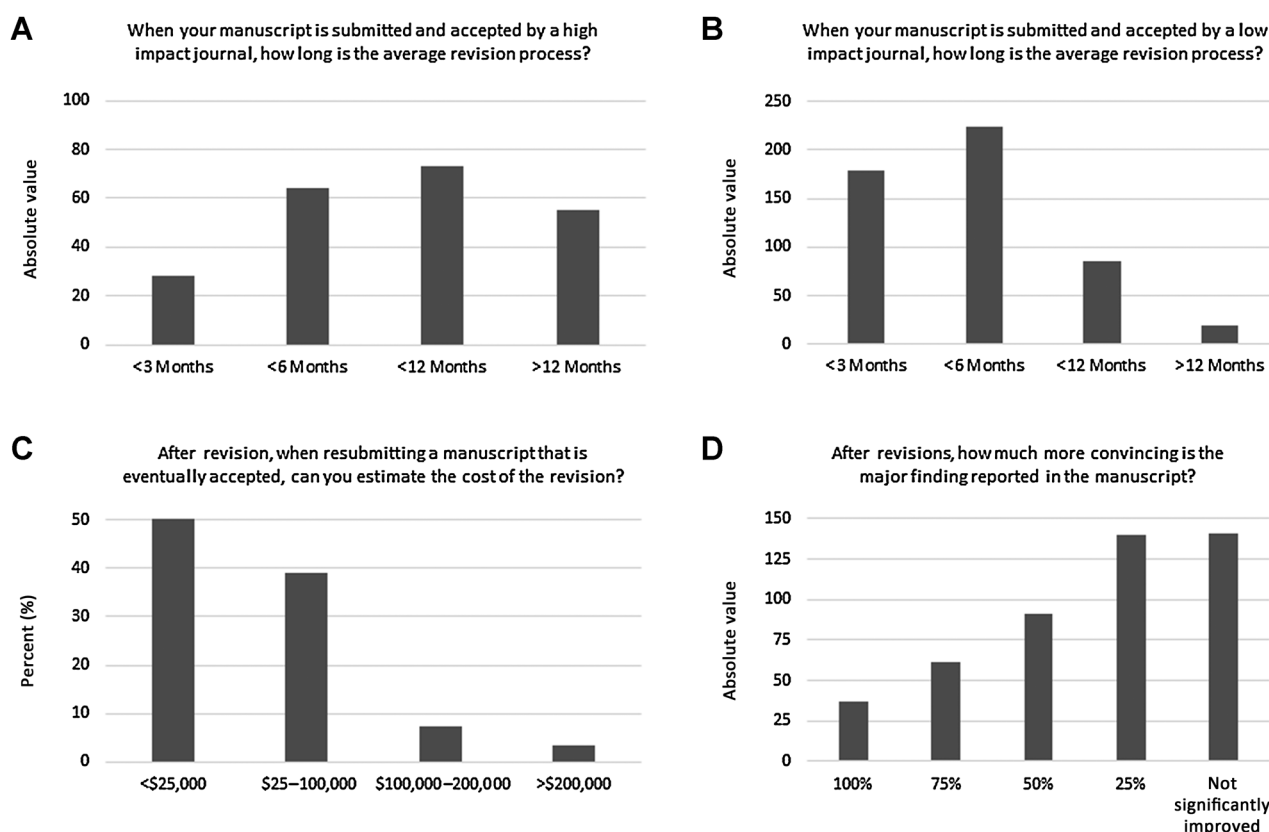 A
When your manuscript is submitted and accepted by a high
impact journal, how long is the average revision process?
Absolute value
100
80
60
40
20
0
<3 Months
<6 Months
<12 Months
>12 Months
B
When your manuscript is submitted and accepted by a low
impact journal, how long is the average revision process?
Absolute value
250
200
150
100
50
0
<3 Months
<6 Months
<12 Months
>12 Months
C
After revision, when resubmitting a manuscript that is
eventually accepted, can you estimate the cost of the revision?
Percent (%)
50
40
30
20
10
0
<$25,000
$25–100,000
$100,000–200,000
>$200,000
D
After revisions, how much more convincing is the
major finding reported in the manuscript?
Absolute value
150
125
100
75
50
25
0
100%
75%
50%
25%
Not
significantly
improved